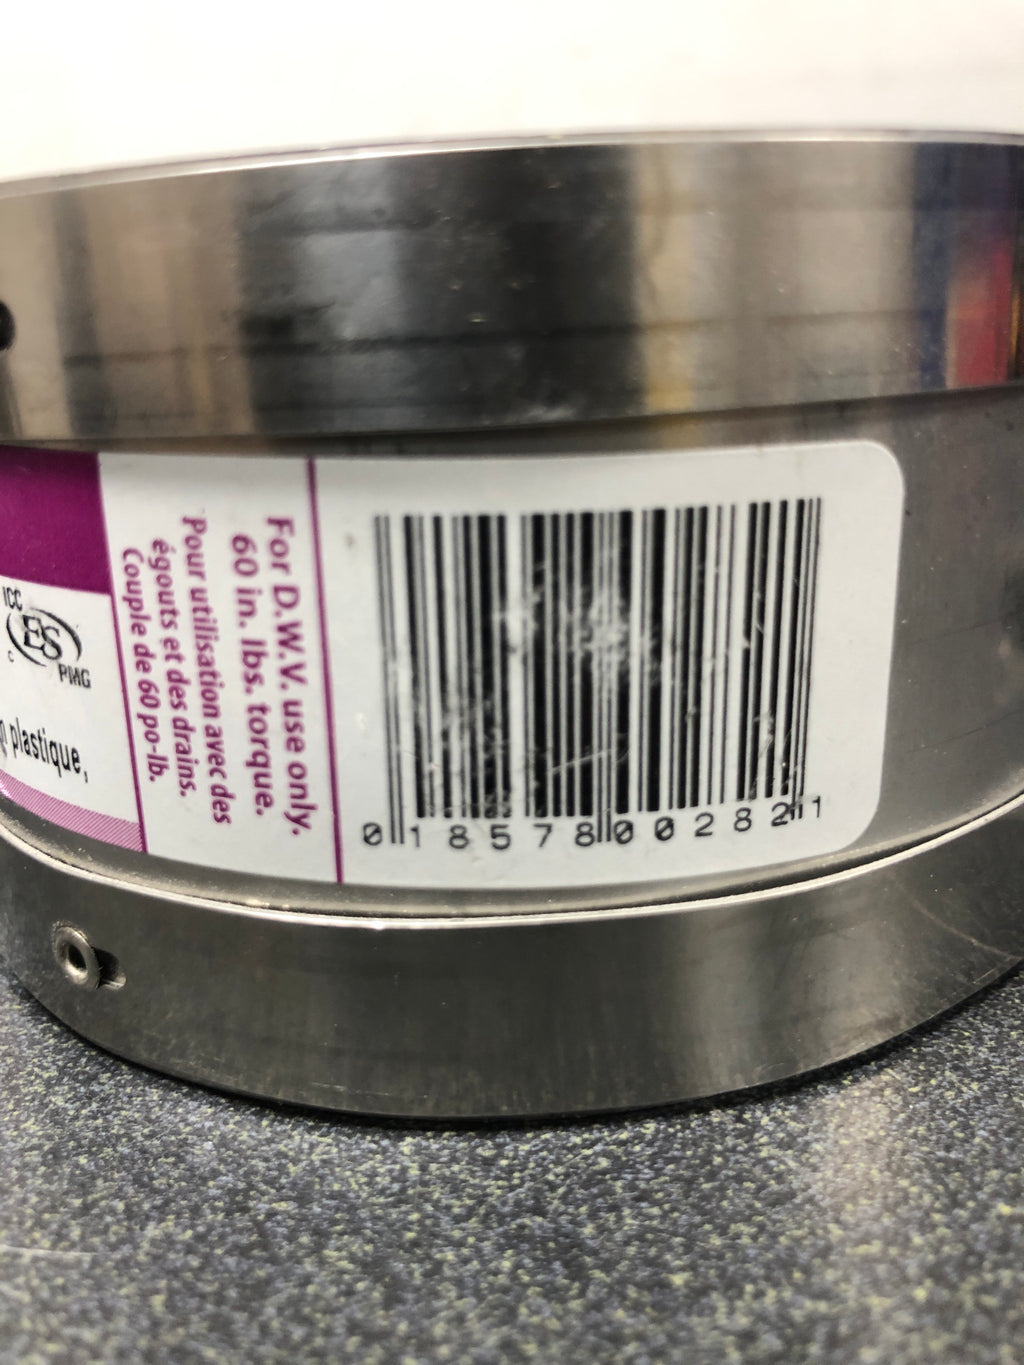 ICC
ES
c
PMG
plastique,
For D.W.V. use only.
60 in. lbs. torque.
Pour utilisation avec des
égouts et des drains.
Couple de 60 po-lb.
0 18578 00282 1